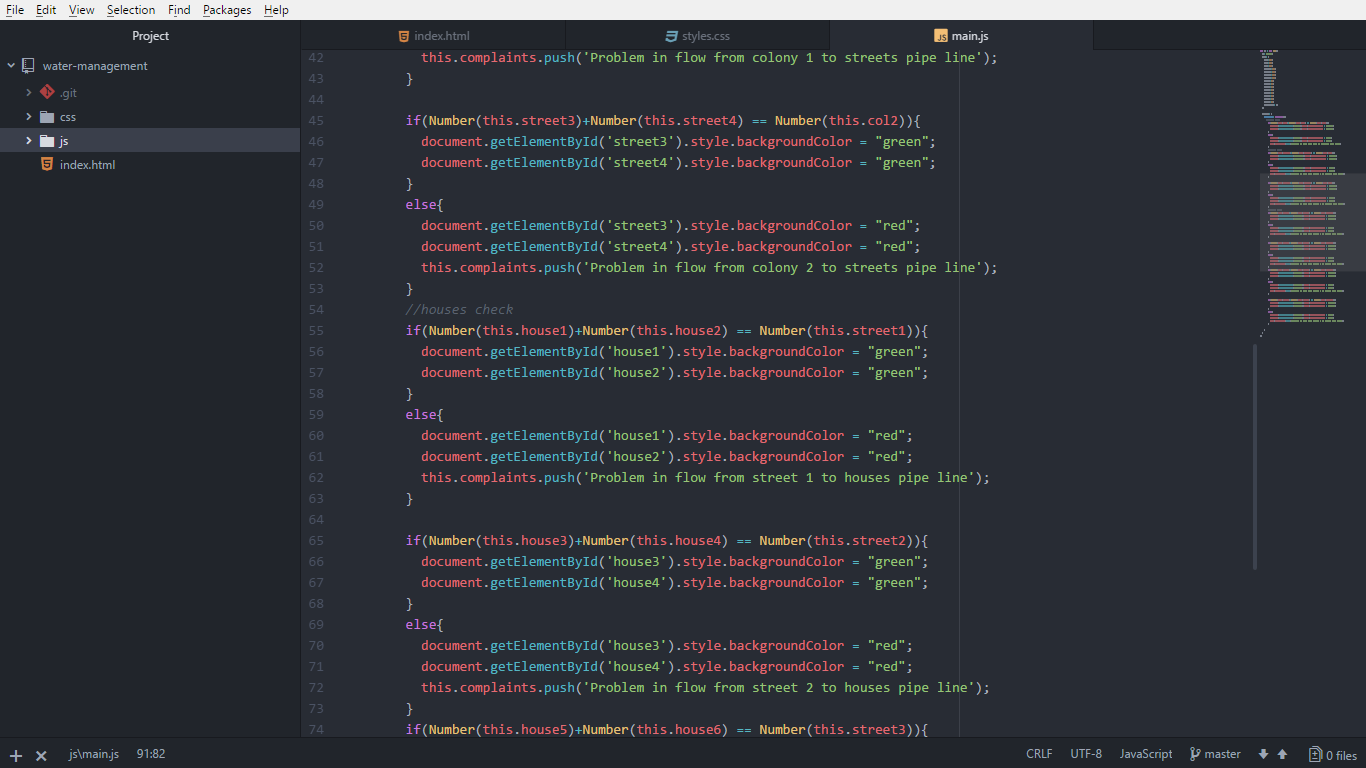 File Edit View Selection Find Packages Help
Project
index.html
styles.css
main.js
water-management
.git
css
js
index.html
42 this.complaints.push('Problem in flow from colony 1 to streets pipe line');
43 }
44
45 if(Number(this.street3)+Number(this.street4) == Number(this.col2)){
46 document.getElementById('street3').style.backgroundColor = "green";
47 document.getElementById('street4').style.backgroundColor = "green";
48 }
49 else{
50 document.getElementById('street3').style.backgroundColor = "red";
51 document.getElementById('street4').style.backgroundColor = "red";
52 this.complaints.push('Problem in flow from colony 2 to streets pipe line');
53 }
54 //houses check
55 if(Number(this.house1)+Number(this.house2) == Number(this.street1)){
56 document.getElementById('house1').style.backgroundColor = "green";
57 document.getElementById('house2').style.backgroundColor = "green";
58 }
59 else{
60 document.getElementById('house1').style.backgroundColor = "red";
61 document.getElementById('house2').style.backgroundColor = "red";
62 this.complaints.push('Problem in flow from street 1 to houses pipe line');
63 }
64
65 if(Number(this.house3)+Number(this.house4) == Number(this.street2)){
66 document.getElementById('house3').style.backgroundColor = "green";
67 document.getElementById('house4').style.backgroundColor = "green";
68 }
69 else{
70 document.getElementById('house3').style.backgroundColor = "red";
71 document.getElementById('house4').style.backgroundColor = "red";
72 this.complaints.push('Problem in flow from street 2 to houses pipe line');
73 }
74 if(Number(this.house5)+Number(this.house6) == Number(this.street3)){
js\main.js 91:82 CRLF UTF-8 JavaScript master 0 files